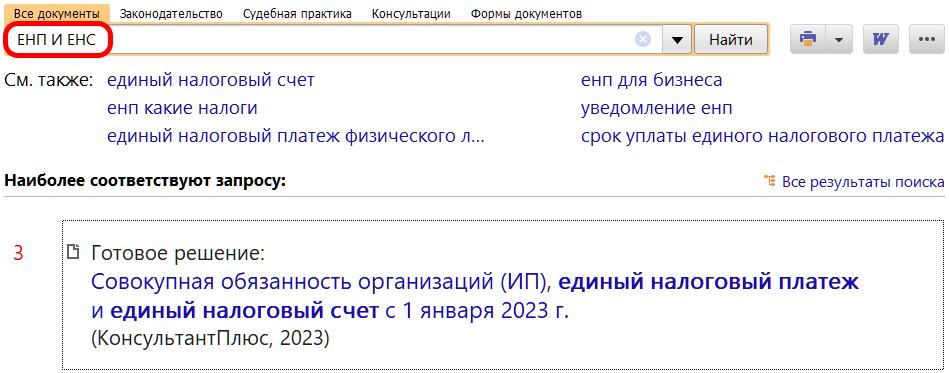 Все документы Законодательство Судебная практика Консультации Формы документов
ЕНП И ЕНС Найти W
См. также: единый налоговый счет енп для бизнеса
енп какие налоги уведомление енп
единый налоговый платеж физического л... срок уплаты единого налогового платежа
Наиболее соответствуют запросу: Все результаты поиска
3 Готовое решение:
Совокупная обязанность организаций (ИП), единый налоговый платеж
и единый налоговый счет с 1 января 2023 г.
(КонсультантПлюс, 2023)